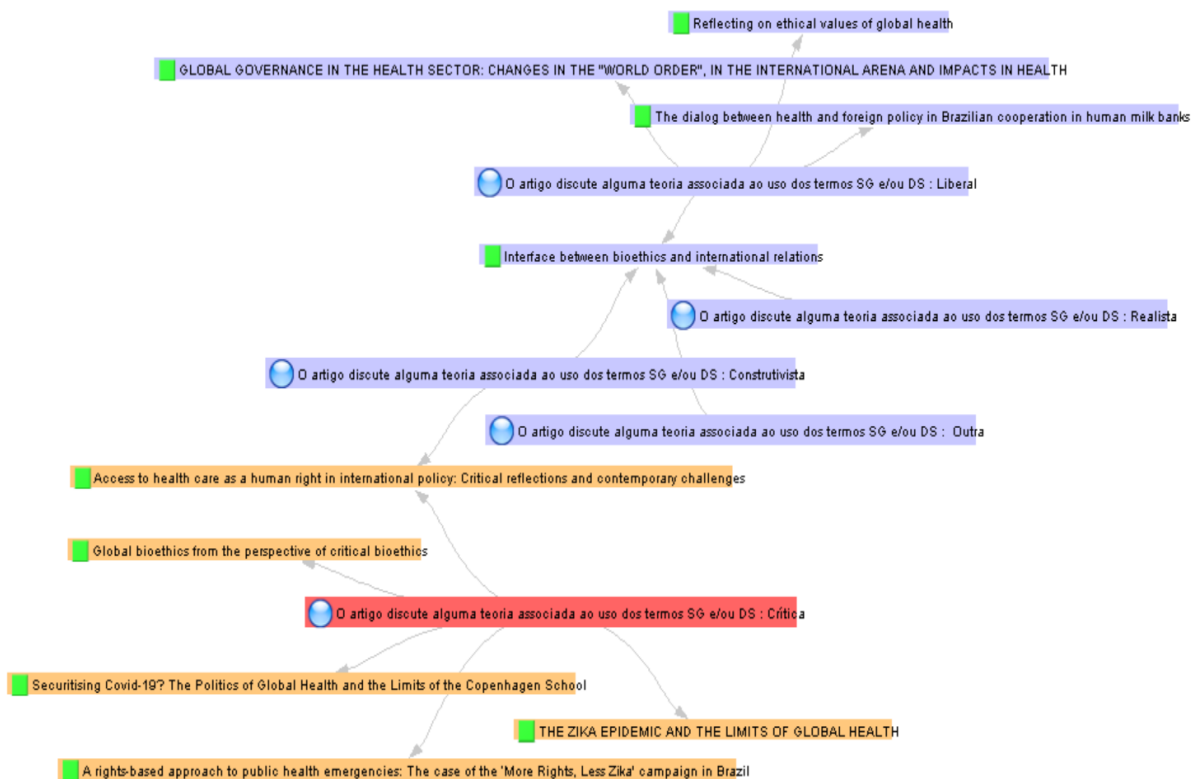 Reflecting on ethical values of global health
GLOBAL GOVERNANCE IN THE HEALTH SECTOR: CHANGES IN THE "WORLD ORDER", IN THE INTERNATIONAL ARENA AND IMPACTS IN HEALTH
The dialog between health and foreign policy in Brazilian cooperation in human milk banks
O artigo discute alguma teoria associada ao uso dos termos SG e/ou DS : Liberal
Interface between bioethics and international relations
O artigo discute alguma teoria associada ao uso dos termos SG e/ou DS : Realista
O artigo discute alguma teoria associada ao uso dos termos SG e/ou DS : Construtivista
O artigo discute alguma teoria associada ao uso dos termos SG e/ou DS : Outra
Access to health care as a human right in international policy: Critical reflections and contemporary challenges
Global bioethics from the perspective of critical bioethics
O artigo discute alguma teoria associada ao uso dos termos SG e/ou DS : Crítica
Securitising Covid-19? The Politics of Global Health and the Limits of the Copenhagen School
THE ZIKA EPIDEMIC AND THE LIMITS OF GLOBAL HEALTH
A rights-based approach to public health emergencies: The case of the 'More Rights, Less Zika' campaign in Brazil